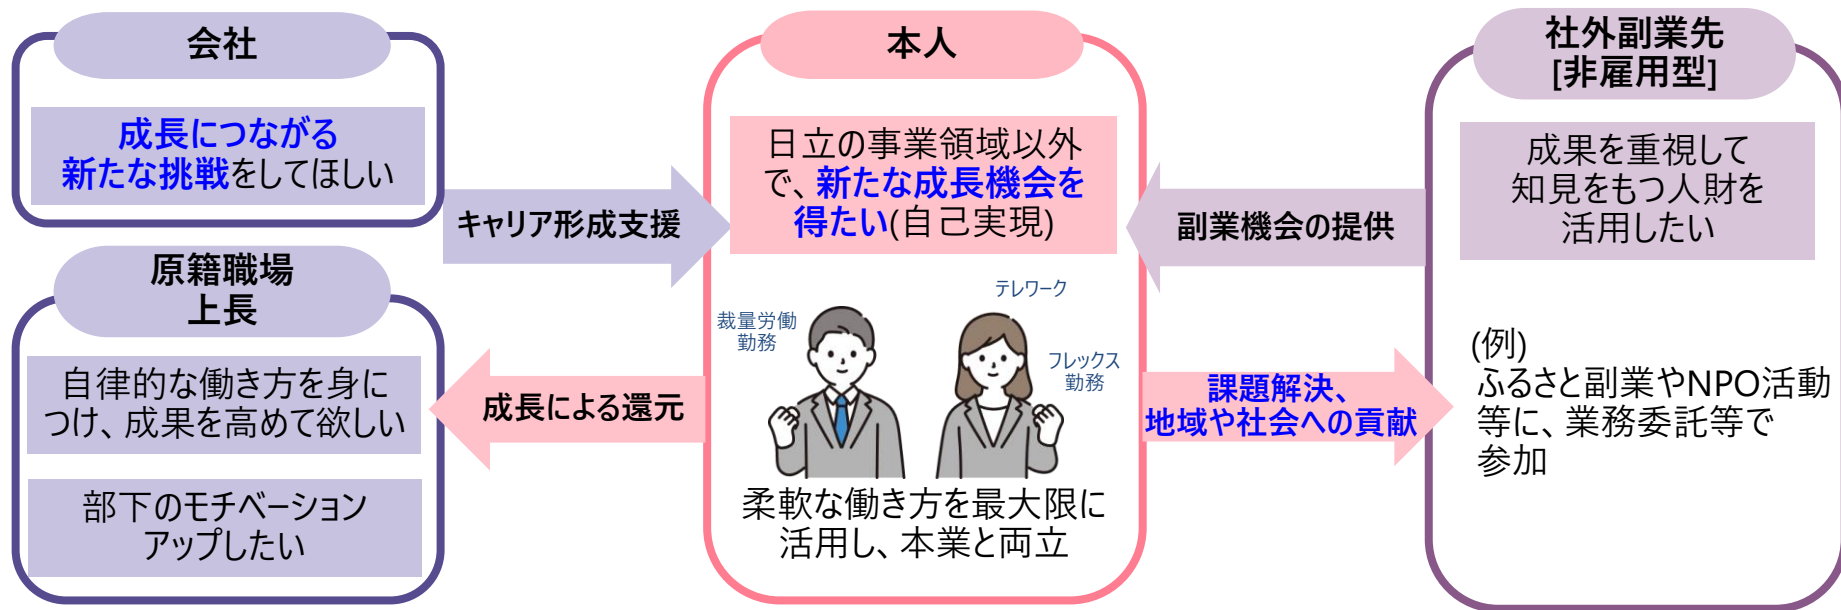 会社
成長につながる
新たな挑戦をしてほしい
原籍職場
上長
自律的な働き方を身に
つけ、成果を高めて欲しい
部下のモチベーション
アップしたい
キャリア形成支援
成長による還元
本人
日立の事業領域以外
で、新たな成長機会を
得たい(自己実現)
テレワーク
裁量労働
勤務
フレックス
勤務
柔軟な働き方を最大限に
活用し、本業と両立
副業機会の提供
課題解決、
地域や社会への貢献
社外副業先
[非雇用型]
成果を重視して
知見をもつ人財を
活用したい
(例)
ふるさと副業やNPO活動
等に、業務委託等で
参加